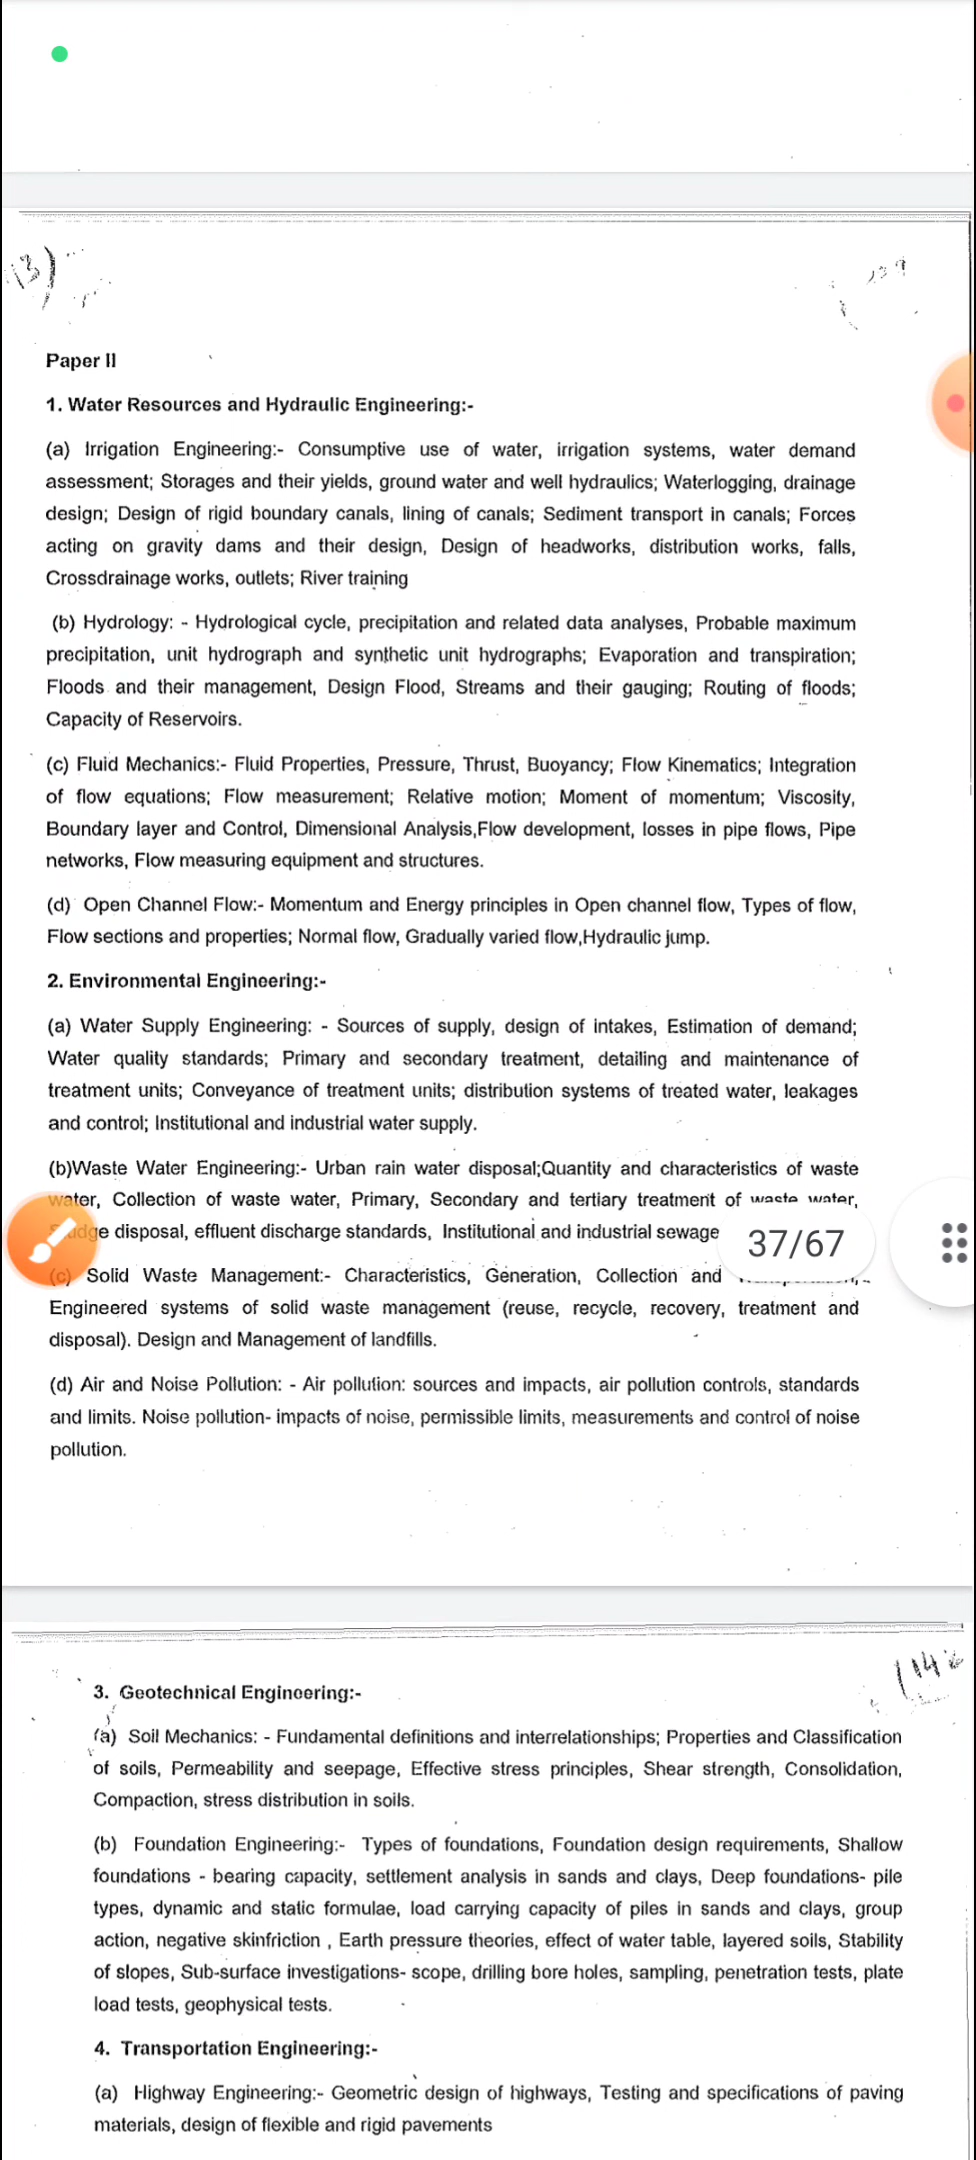 13)
139
Paper II
1. Water Resources and Hydraulic Engineering:-
(a) Irrigation Engineering:- Consumptive use of water, irrigation systems, water demand
assessment; Storages and their yields, ground water and well hydraulics; Waterlogging, drainage
design; Design of rigid boundary canals, lining of canals; Sediment transport in canals; Forces
acting on gravity dams and their design, Design of headworks, distribution works, falls,
Crossdrainage works, outlets; River training
(b) Hydrology: - Hydrological cycle, precipitation and related data analyses, Probable maximum
precipitation, unit hydrograph and synthetic unit hydrographs; Evaporation and transpiration;
Floods and their management, Design Flood, Streams and their gauging; Routing of floods;
Capacity of Reservoirs.
(c) Fluid Mechanics:- Fluid Properties, Pressure, Thrust, Buoyancy; Flow Kinematics; Integration
of flow equations; Flow measurement; Relative motion; Moment of momentum; Viscosity,
Boundary layer and Control, Dimensional Analysis,Flow development, losses in pipe flows, Pipe
networks, Flow measuring equipment and structures.
(d) Open Channel Flow:- Momentum and Energy principles in Open channel flow, Types of flow,
Flow sections and properties; Normal flow, Gradually varied flow,Hydraulic jump.
2. Environmental Engineering:-
(a) Water Supply Engineering: - Sources of supply, design of intakes, Estimation of demand;
Water quality standards; Primary and secondary treatment, detailing and maintenance of
treatment units; Conveyance of treatment units; distribution systems of treated water, leakages
and control; Institutional and industrial water supply.
(b)Waste Water Engineering:- Urban rain water disposal;Quantity and characteristics of waste
water, Collection of waste water, Primary, Secondary and tertiary treatment of waste water,
disposal, effluent discharge standards, Institutional and industrial sewage
37/67
(c) Solid Waste Management:- Characteristics, Generation, Collection and
Engineered systems of solid waste management (reuse, recycle, recovery, treatment and
disposal). Design and Management of landfills.
(d) Air and Noise Pollution: - Air pollution: sources and impacts, air pollution controls, standards
and limits. Noise pollution- impacts of noise, permissible limits, measurements and control of noise
pollution.
3. Geotechnical Engineering:-
(a) Soil Mechanics: - Fundamental definitions and interrelationships; Properties and Classification
of soils, Permeability and seepage, Effective stress principles, Shear strength, Consolidation,
Compaction, stress distribution in soils.
(b) Foundation Engineering:- Types of foundations, Foundation design requirements, Shallow
foundations - bearing capacity, settlement analysis in sands and clays, Deep foundations- pile
types, dynamic and static formulae, load carrying capacity of piles in sands and clays, group
action, negative skinfriction , Earth pressure theories, effect of water table, layered soils, Stability
of slopes, Sub-surface investigations- scope, drilling bore holes, sampling, penetration tests, plate
load tests, geophysical tests.
4. Transportation Engineering:-
(a) Highway Engineering:- Geometric design of highways, Testing and specifications of paving
materials, design of flexible and rigid pavements